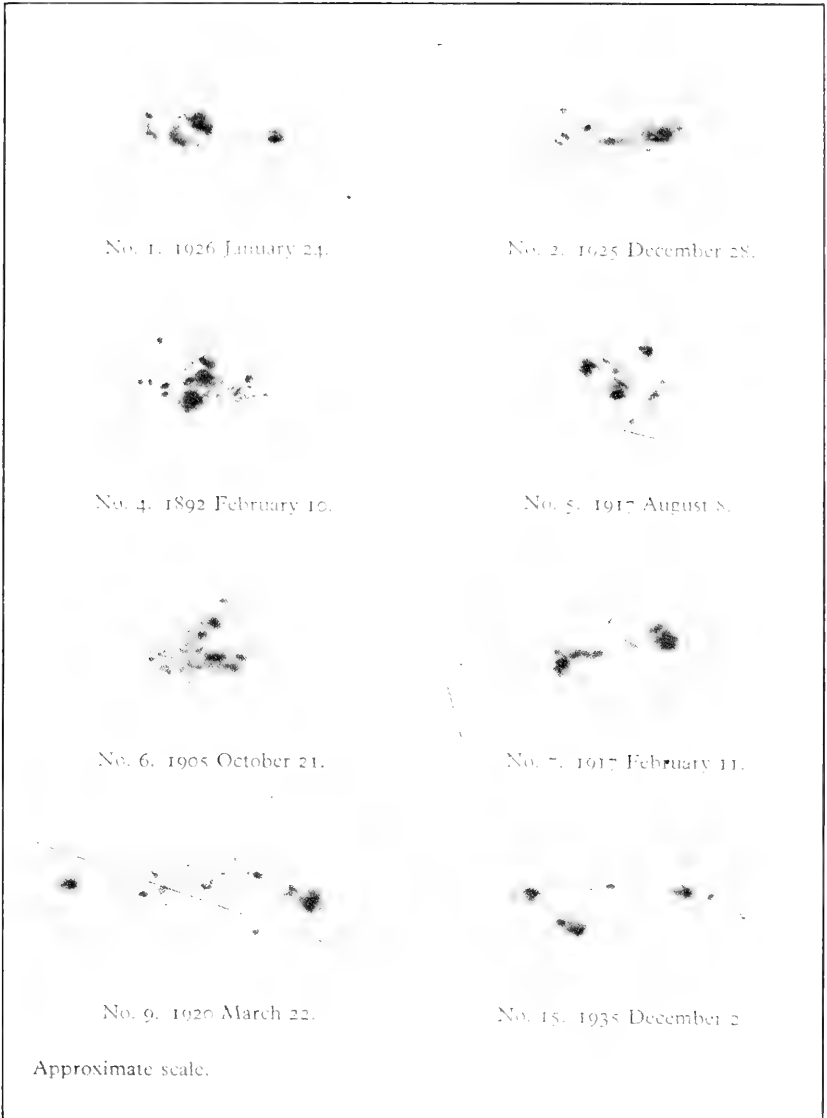 No. 1. 1926 January 24.
No. 2. 1925 December 28.
No. 4. 1892 February 10.
No. 5. 1917 August 8.
No. 6. 1905 October 21.
No. 7. 1917 February 11.
No. 9. 1920 March 22.
No. 15. 1935 December 2
Approximate scale.